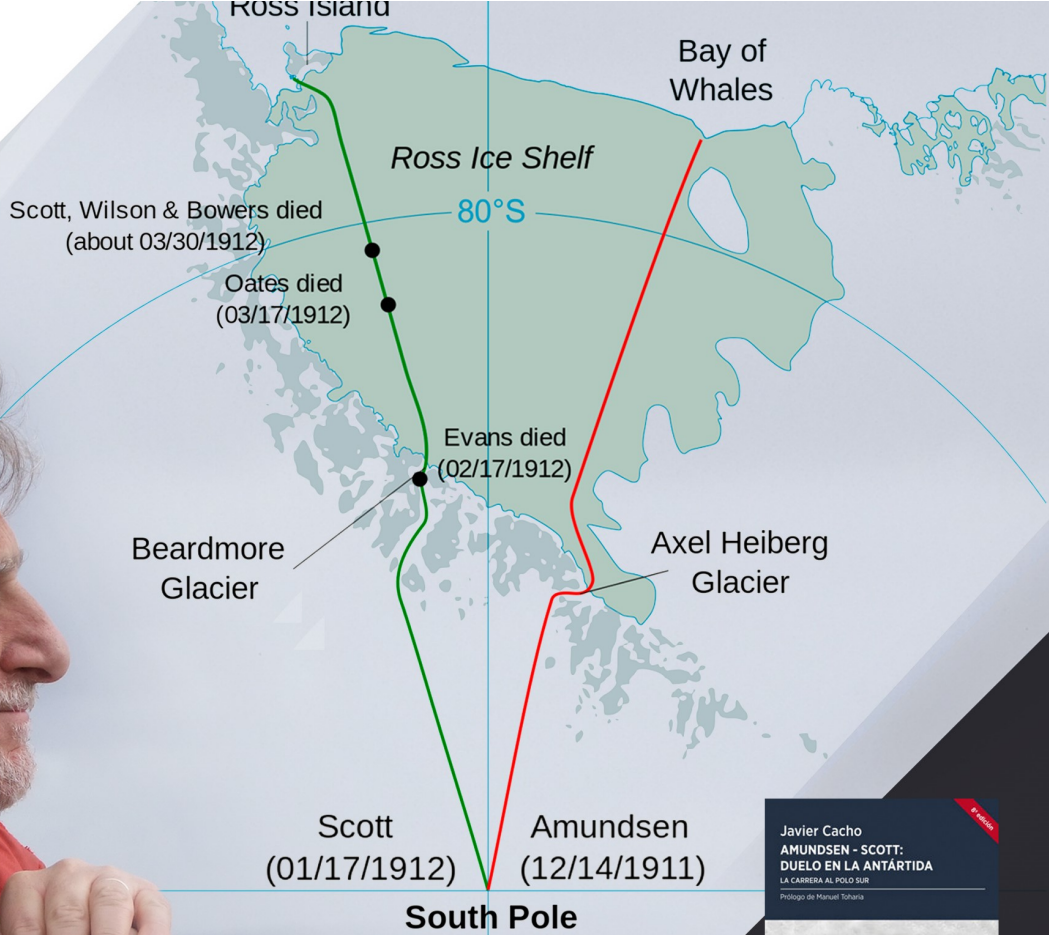 Ross Island
Bay of
Whales
Ross Ice Shelf
80°S
Scott, Wilson & Bowers died
(about 03/30/1912)
Oates died
(03/17/1912)
Evans died
(02/17/1912)
Beardmore
Glacier
Axel Heiberg
Glacier
Scott
(01/17/1912)
Amundsen
(12/14/1911)
South Pole
8ª edición
Javier Cacho
AMUNDSEN - SCOTT:
DUELO EN LA ANTÁRTIDA
LA CARRERA AL POLO SUR
Prólogo de Manuel Toharia